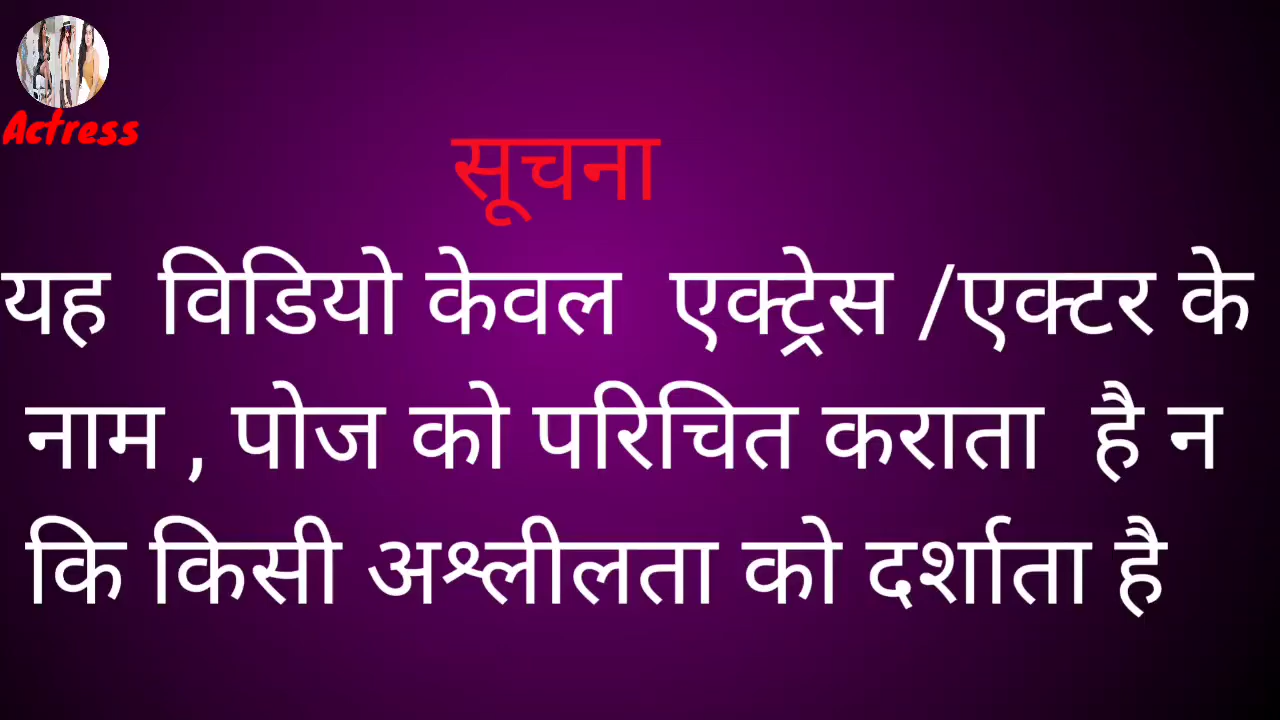 Actress
सूचना
यह विडियो केवल एक्ट्रेस /एक्टर के
नाम , पोज को परिचित कराता है न
कि किसी अश्लीलता को दर्शाता है